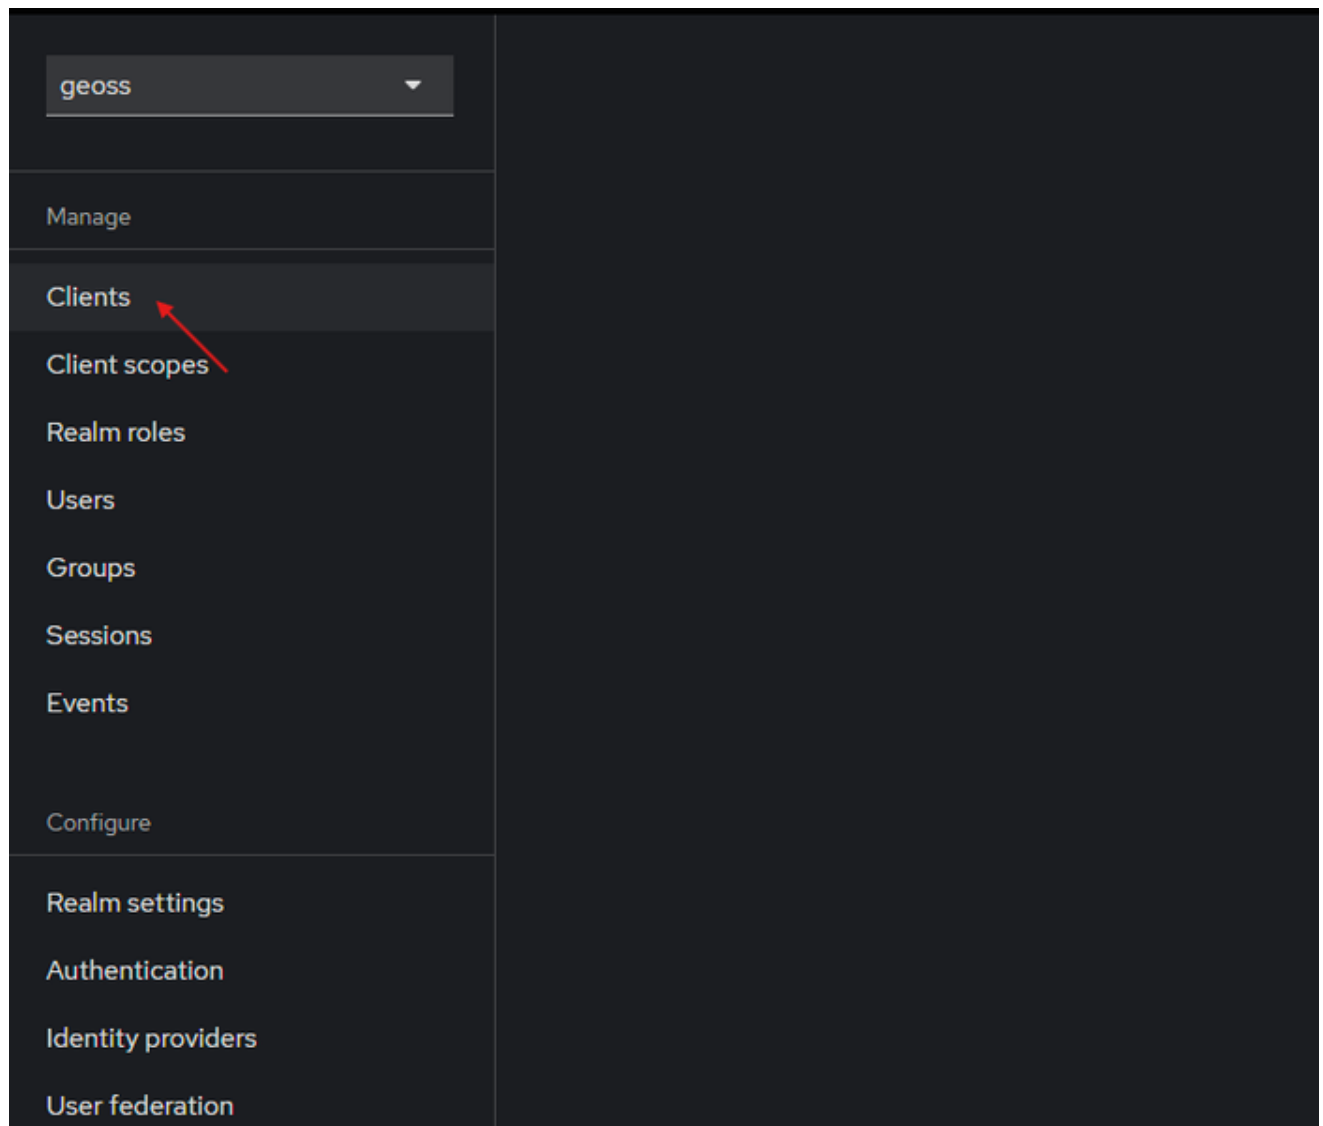 geoss
Manage
Clients
Client scopes
Realm roles
Users
Groups
Sessions
Events
Configure
Realm settings
Authentication
Identity providers
User federation